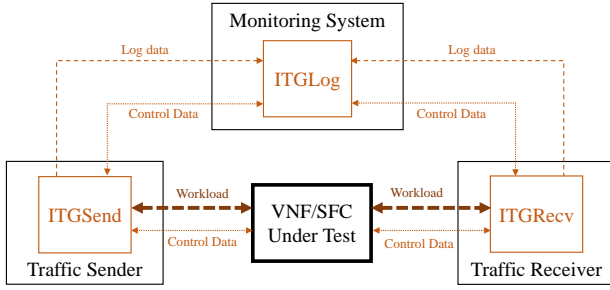 Monitoring System
Log data
ITGLog
Log data
Control Data
Control Data
ITGSend
Workload
Control Data
VNF/SFC
Under Test
Workload
Control Data
ITGRecv
Traffic Sender
Traffic Receiver